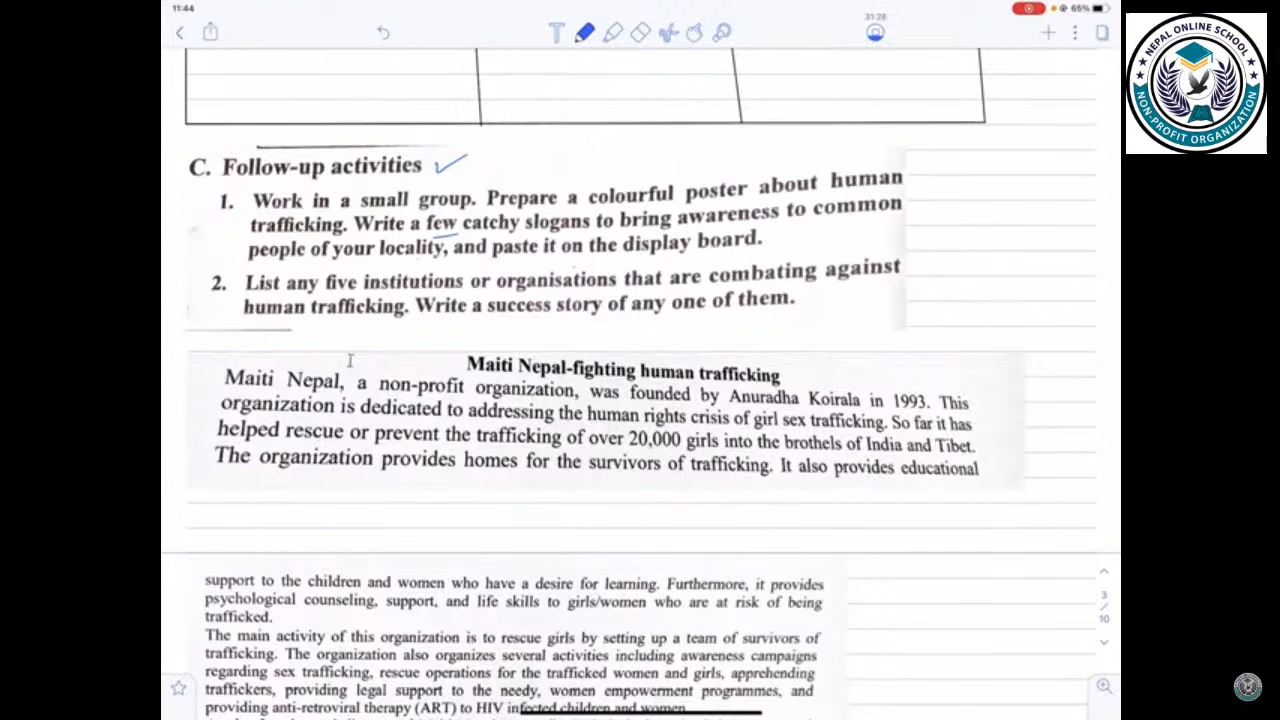 11:44
31:28
65%
T
NEPAL ONLINE SCHOOL
NON-PROFIT ORGANIZATION
C. Follow-up activities
1. Work in a small group. Prepare a colourful poster about human
trafficking. Write a few catchy slogans to bring awareness to common
people of your locality, and paste it on the display board.
2. List any five institutions or organisations that are combating against
human trafficking. Write a success story of any one of them.
Maiti Nepal-fighting human trafficking
Maiti Nepal, a non-profit organization, was founded by Anuradha Koirala in 1993. This
organization is dedicated to addressing the human rights crisis of girl sex trafficking. So far it has
helped rescue or prevent the trafficking of over 20,000 girls into the brothels of India and Tibet.
The organization provides homes for the survivors of trafficking. It also provides educational
support to the children and women who have a desire for learning. Furthermore, it provides
psychological counseling, support, and life skills to girls/women who are at risk of being
trafficked.
The main activity of this organization is to rescue girls by setting up a team of survivors of
trafficking. The organization also organizes several activities including awareness campaigns
regarding sex trafficking, rescue operations for the trafficked women and girls, apprehending
traffickers, providing legal support to the needy, women empowerment programmes, and
providing anti-retroviral therapy (ART) to HIV infected children and women
3
/
10